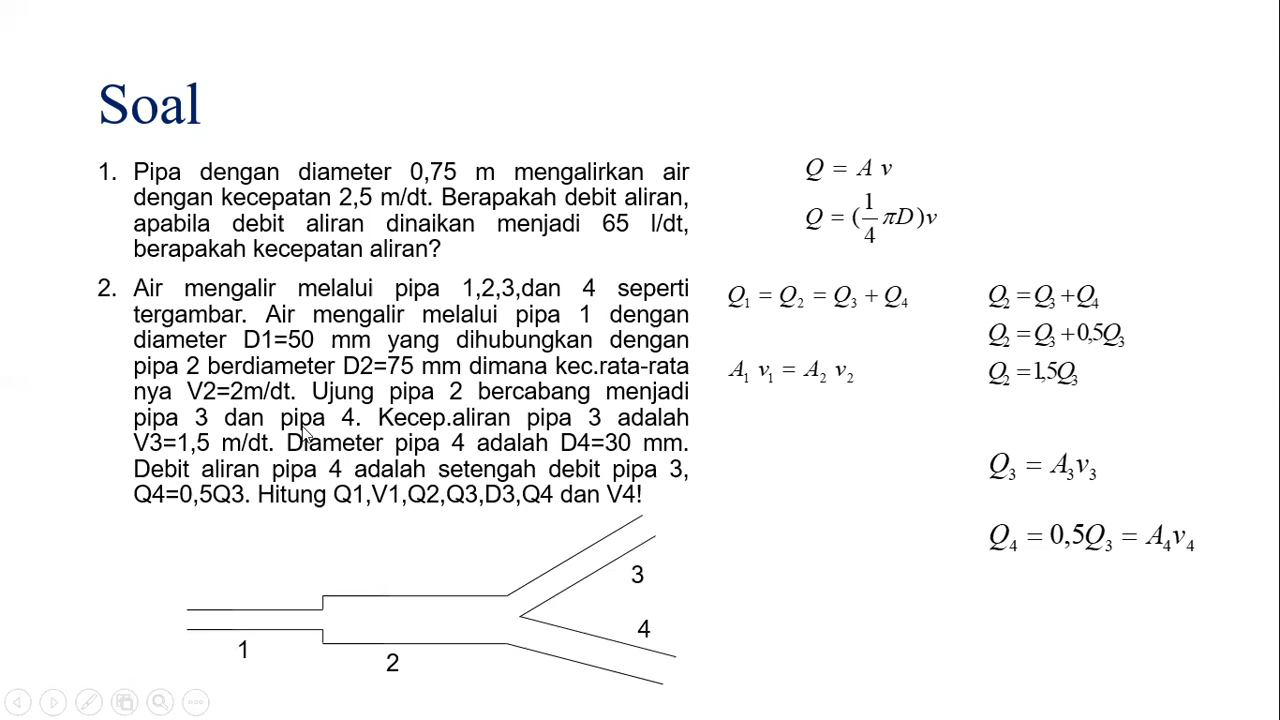 Soal
1. Pipa dengan diameter 0,75 m mengalirkan air
dengan kecepatan 2,5 m/dt. Berapakah debit aliran,
apabila debit aliran dinaikan menjadi 65 l/dt,
berapakah kecepatan aliran?
2. Air mengalir melalui pipa 1,2,3,dan 4 seperti
tergambar. Air mengalir melalui pipa 1 dengan
diameter D1=50 mm yang dihubungkan dengan
pipa 2 berdiameter D2=75 mm dimana kec.rata-rata
nya V2=2m/dt. Ujung pipa 2 bercabang menjadi
pipa 3 dan pipa 4. Kecep.aliran pipa 3 adalah
V3=1,5 m/dt. Diameter pipa 4 adalah D4=30 mm.
Debit aliran pipa 4 adalah setengah debit pipa 3,
Q4=0,5Q3. Hitung Q1,V1,Q2,Q3,D3,Q4 dan V4!
Q = A v
Q = (1/4 πD)v
Q₁ = Q₂ = Q₃ + Q₄
A₁ v₁ = A₂ v₂
Q₂ = Q₃ + Q₄
Q₂ = Q₃ + 0,5Q₃
Q₂ = 1,5Q₃
Q₃ = A₃v₃
Q₄ = 0,5Q₃ = A₄v₄
3
4
1
2